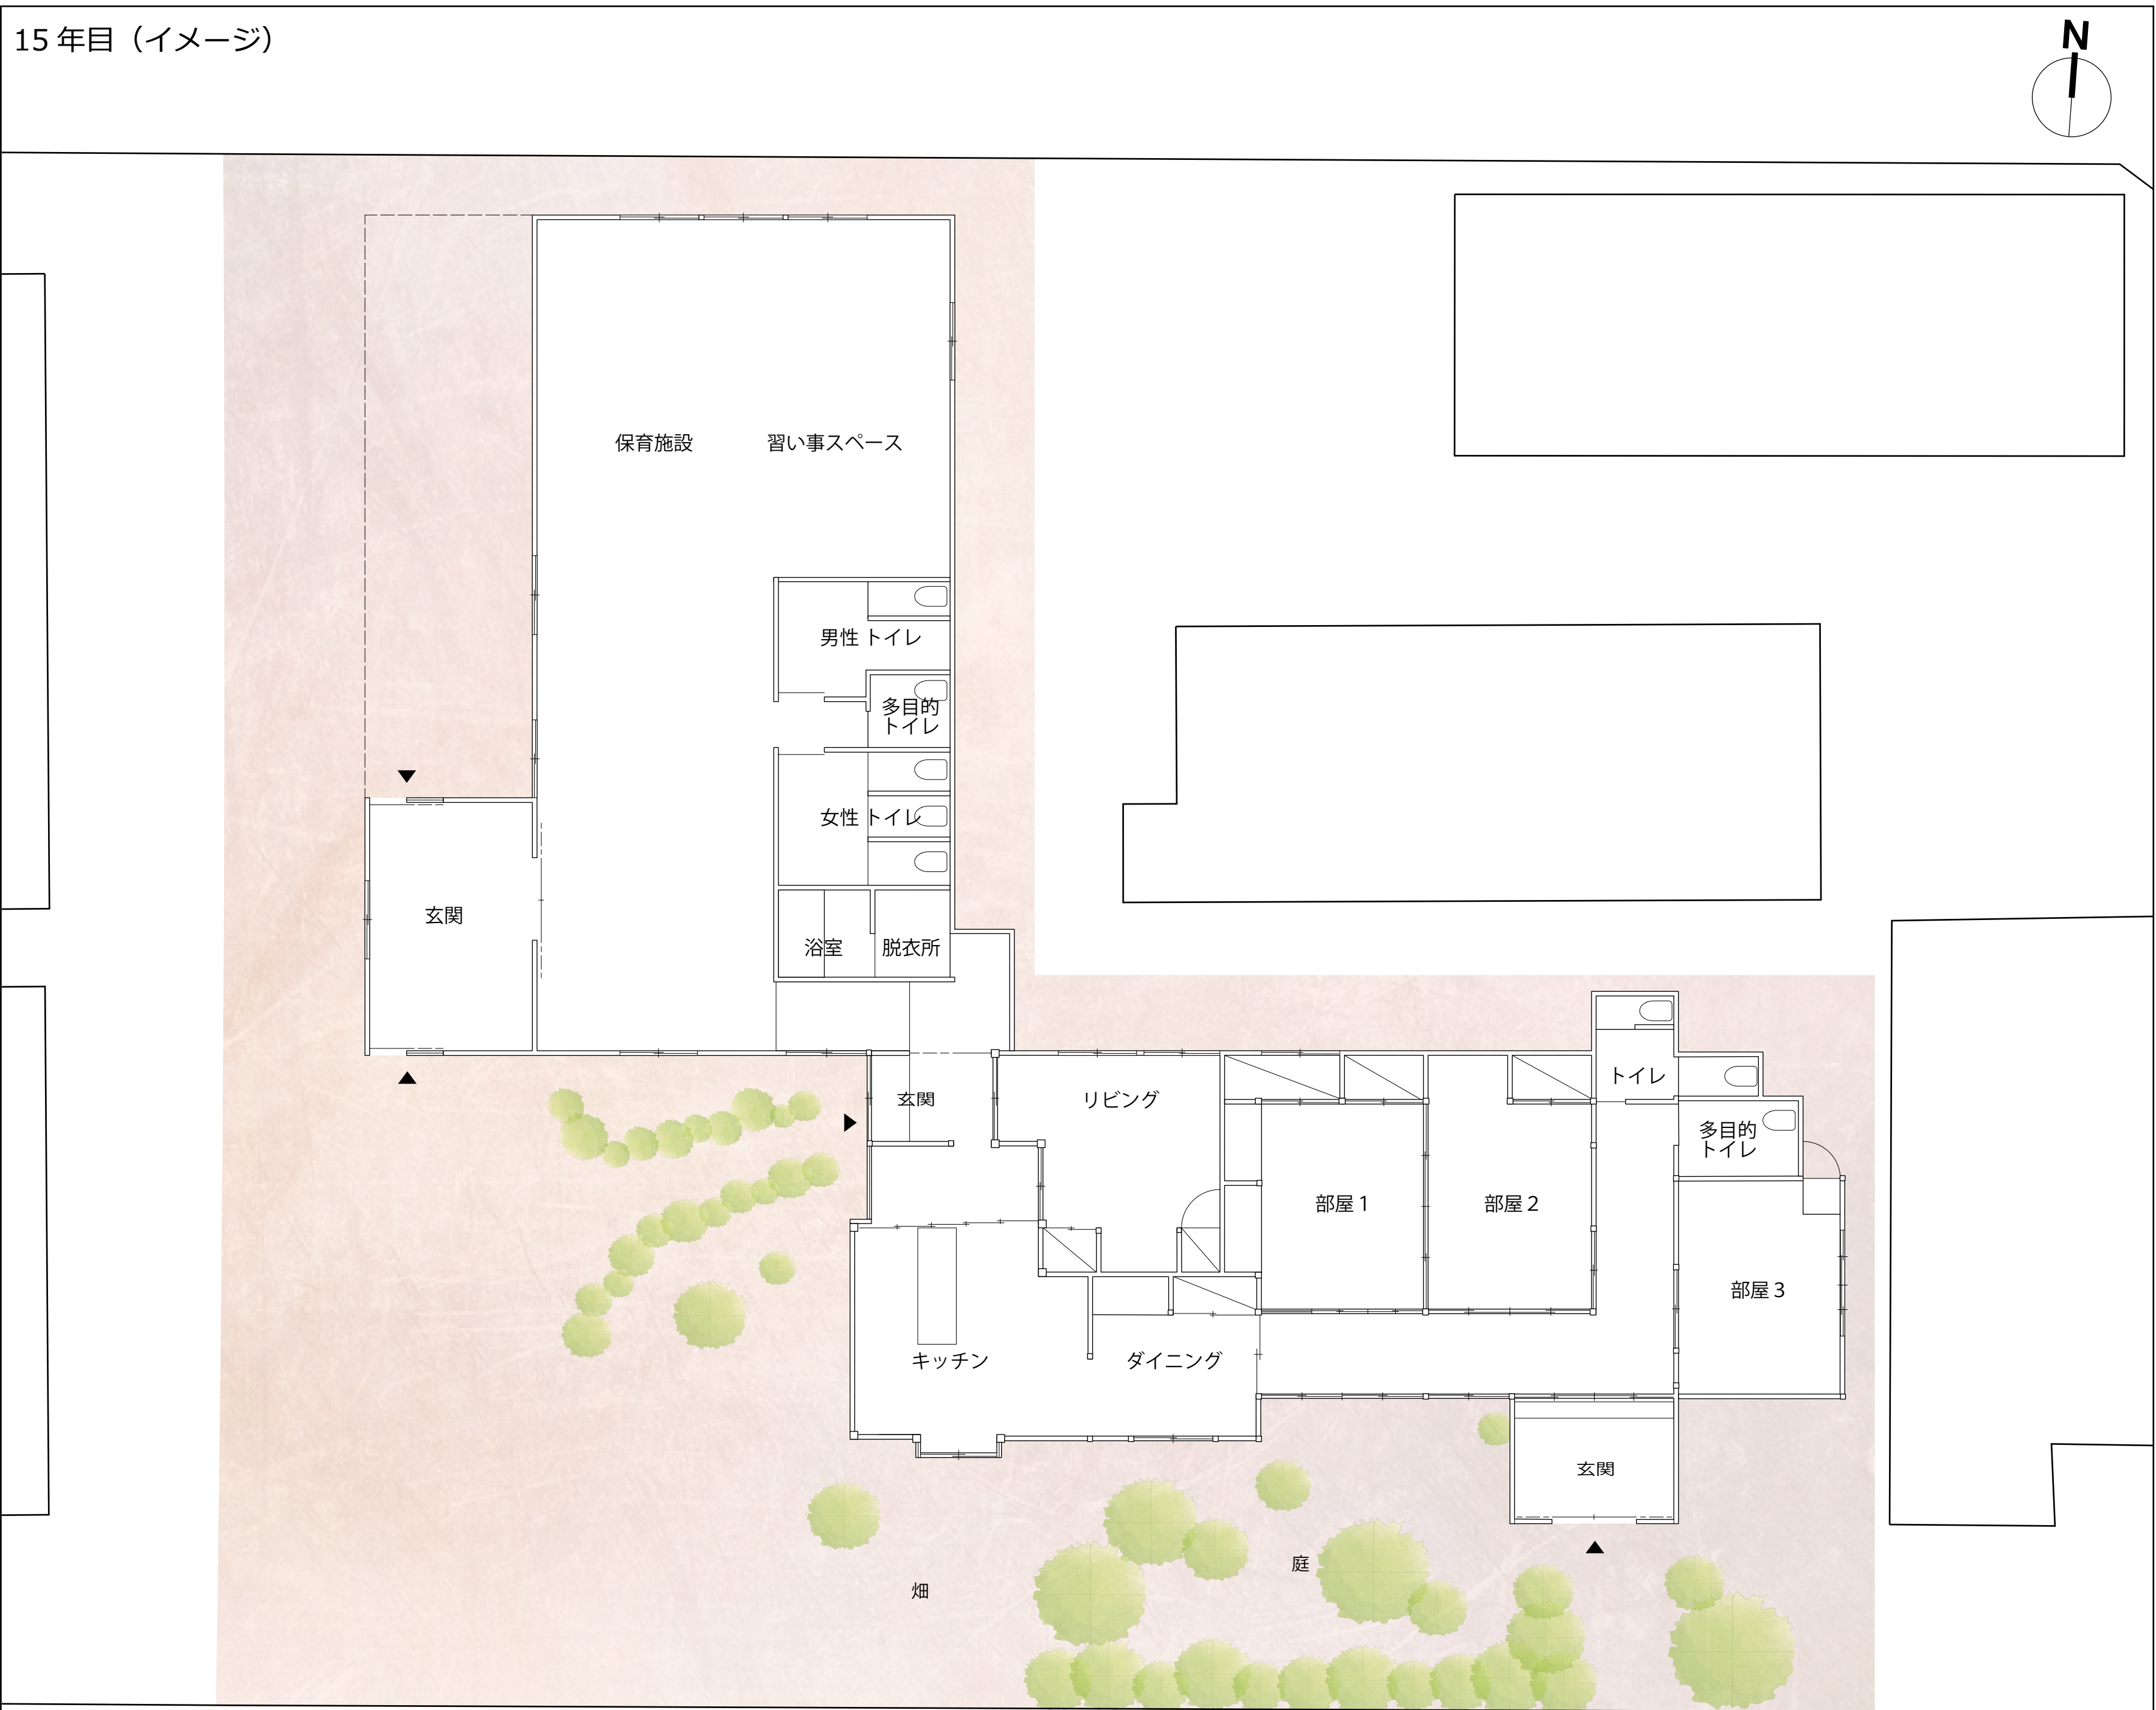 15 年目（イメージ）
N
保育施設
習い事スペース
男性 トイレ
多目的
トイレ
女性 トイレ
玄関
浴室
脱衣所
玄関
リビング
トイレ
多目的
トイレ
部屋１
部屋２
部屋３
キッチン
ダイニング
玄関
庭
畑